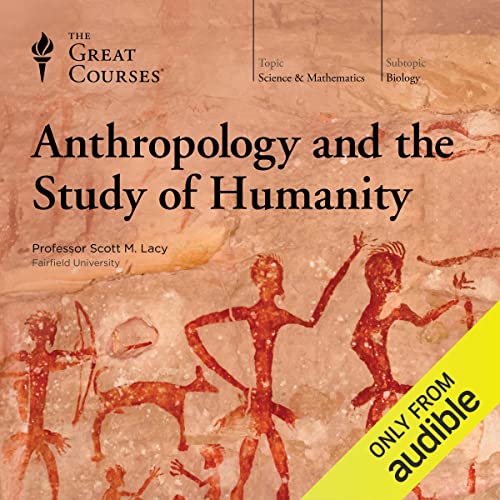 THE
GREAT
COURSES®
Topic
Science & Mathematics
Subtopic
Biology
Anthropology and the
Study of Humanity
Professor Scott M. Lacy
Fairfield University
ONLY FROM
audible